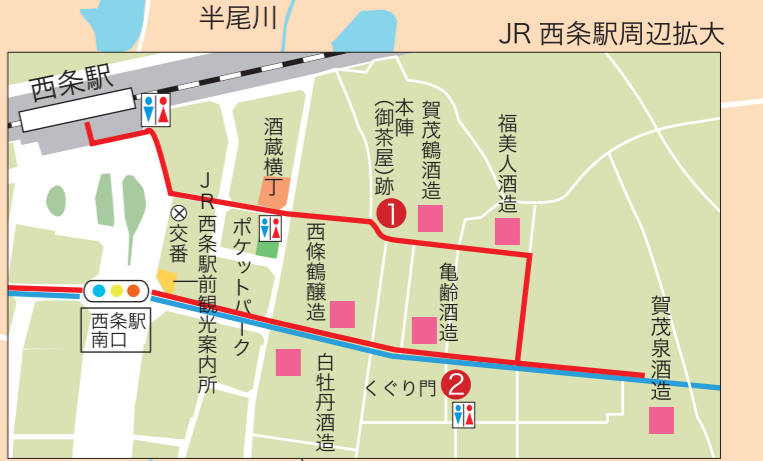 半尾川
JR 西条駅周辺拡大
西条駅
酒蔵横丁
本陣
(御茶屋)跡
1
賀茂鶴酒造
福美人酒造
交番
JR西条駅前観光案内所
ポケットパーク
西條鶴醸造
亀齢酒造
賀茂泉酒造
西条駅
南口
白牡丹酒造
くぐり門
2